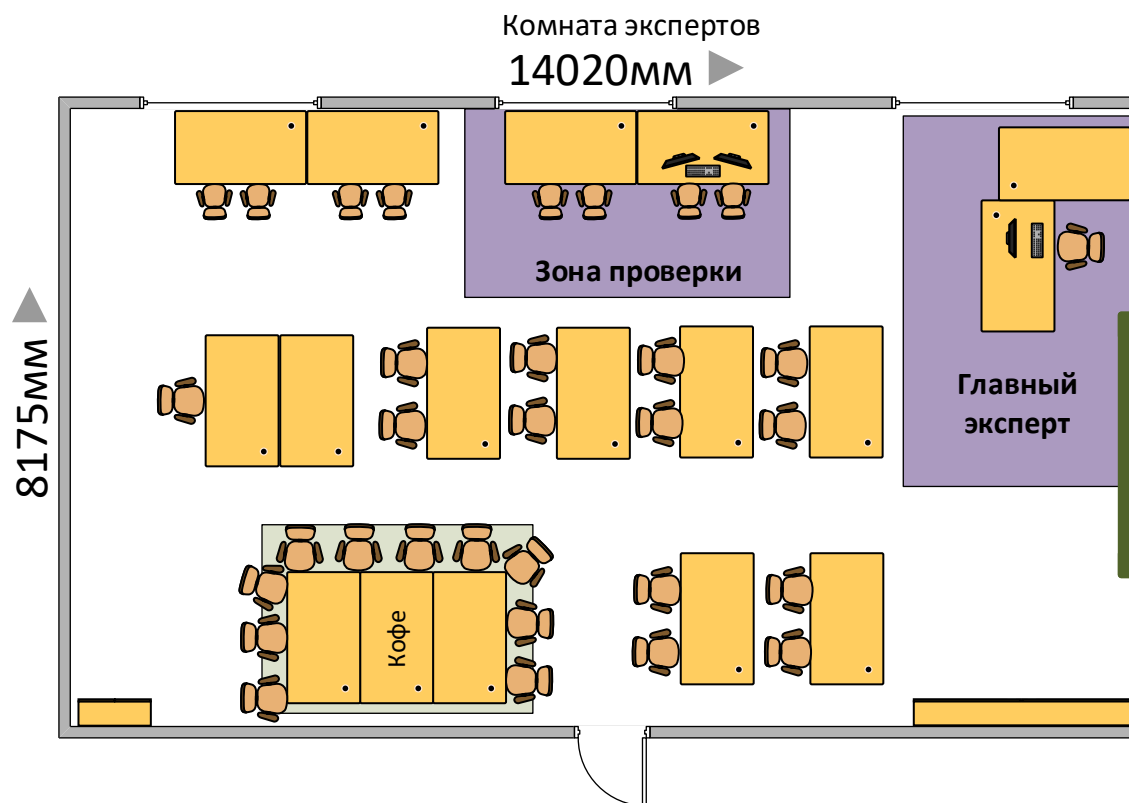 Комната экспертов
14020мм
Зона проверки
8175мм
Главный
эксперт
Кофе